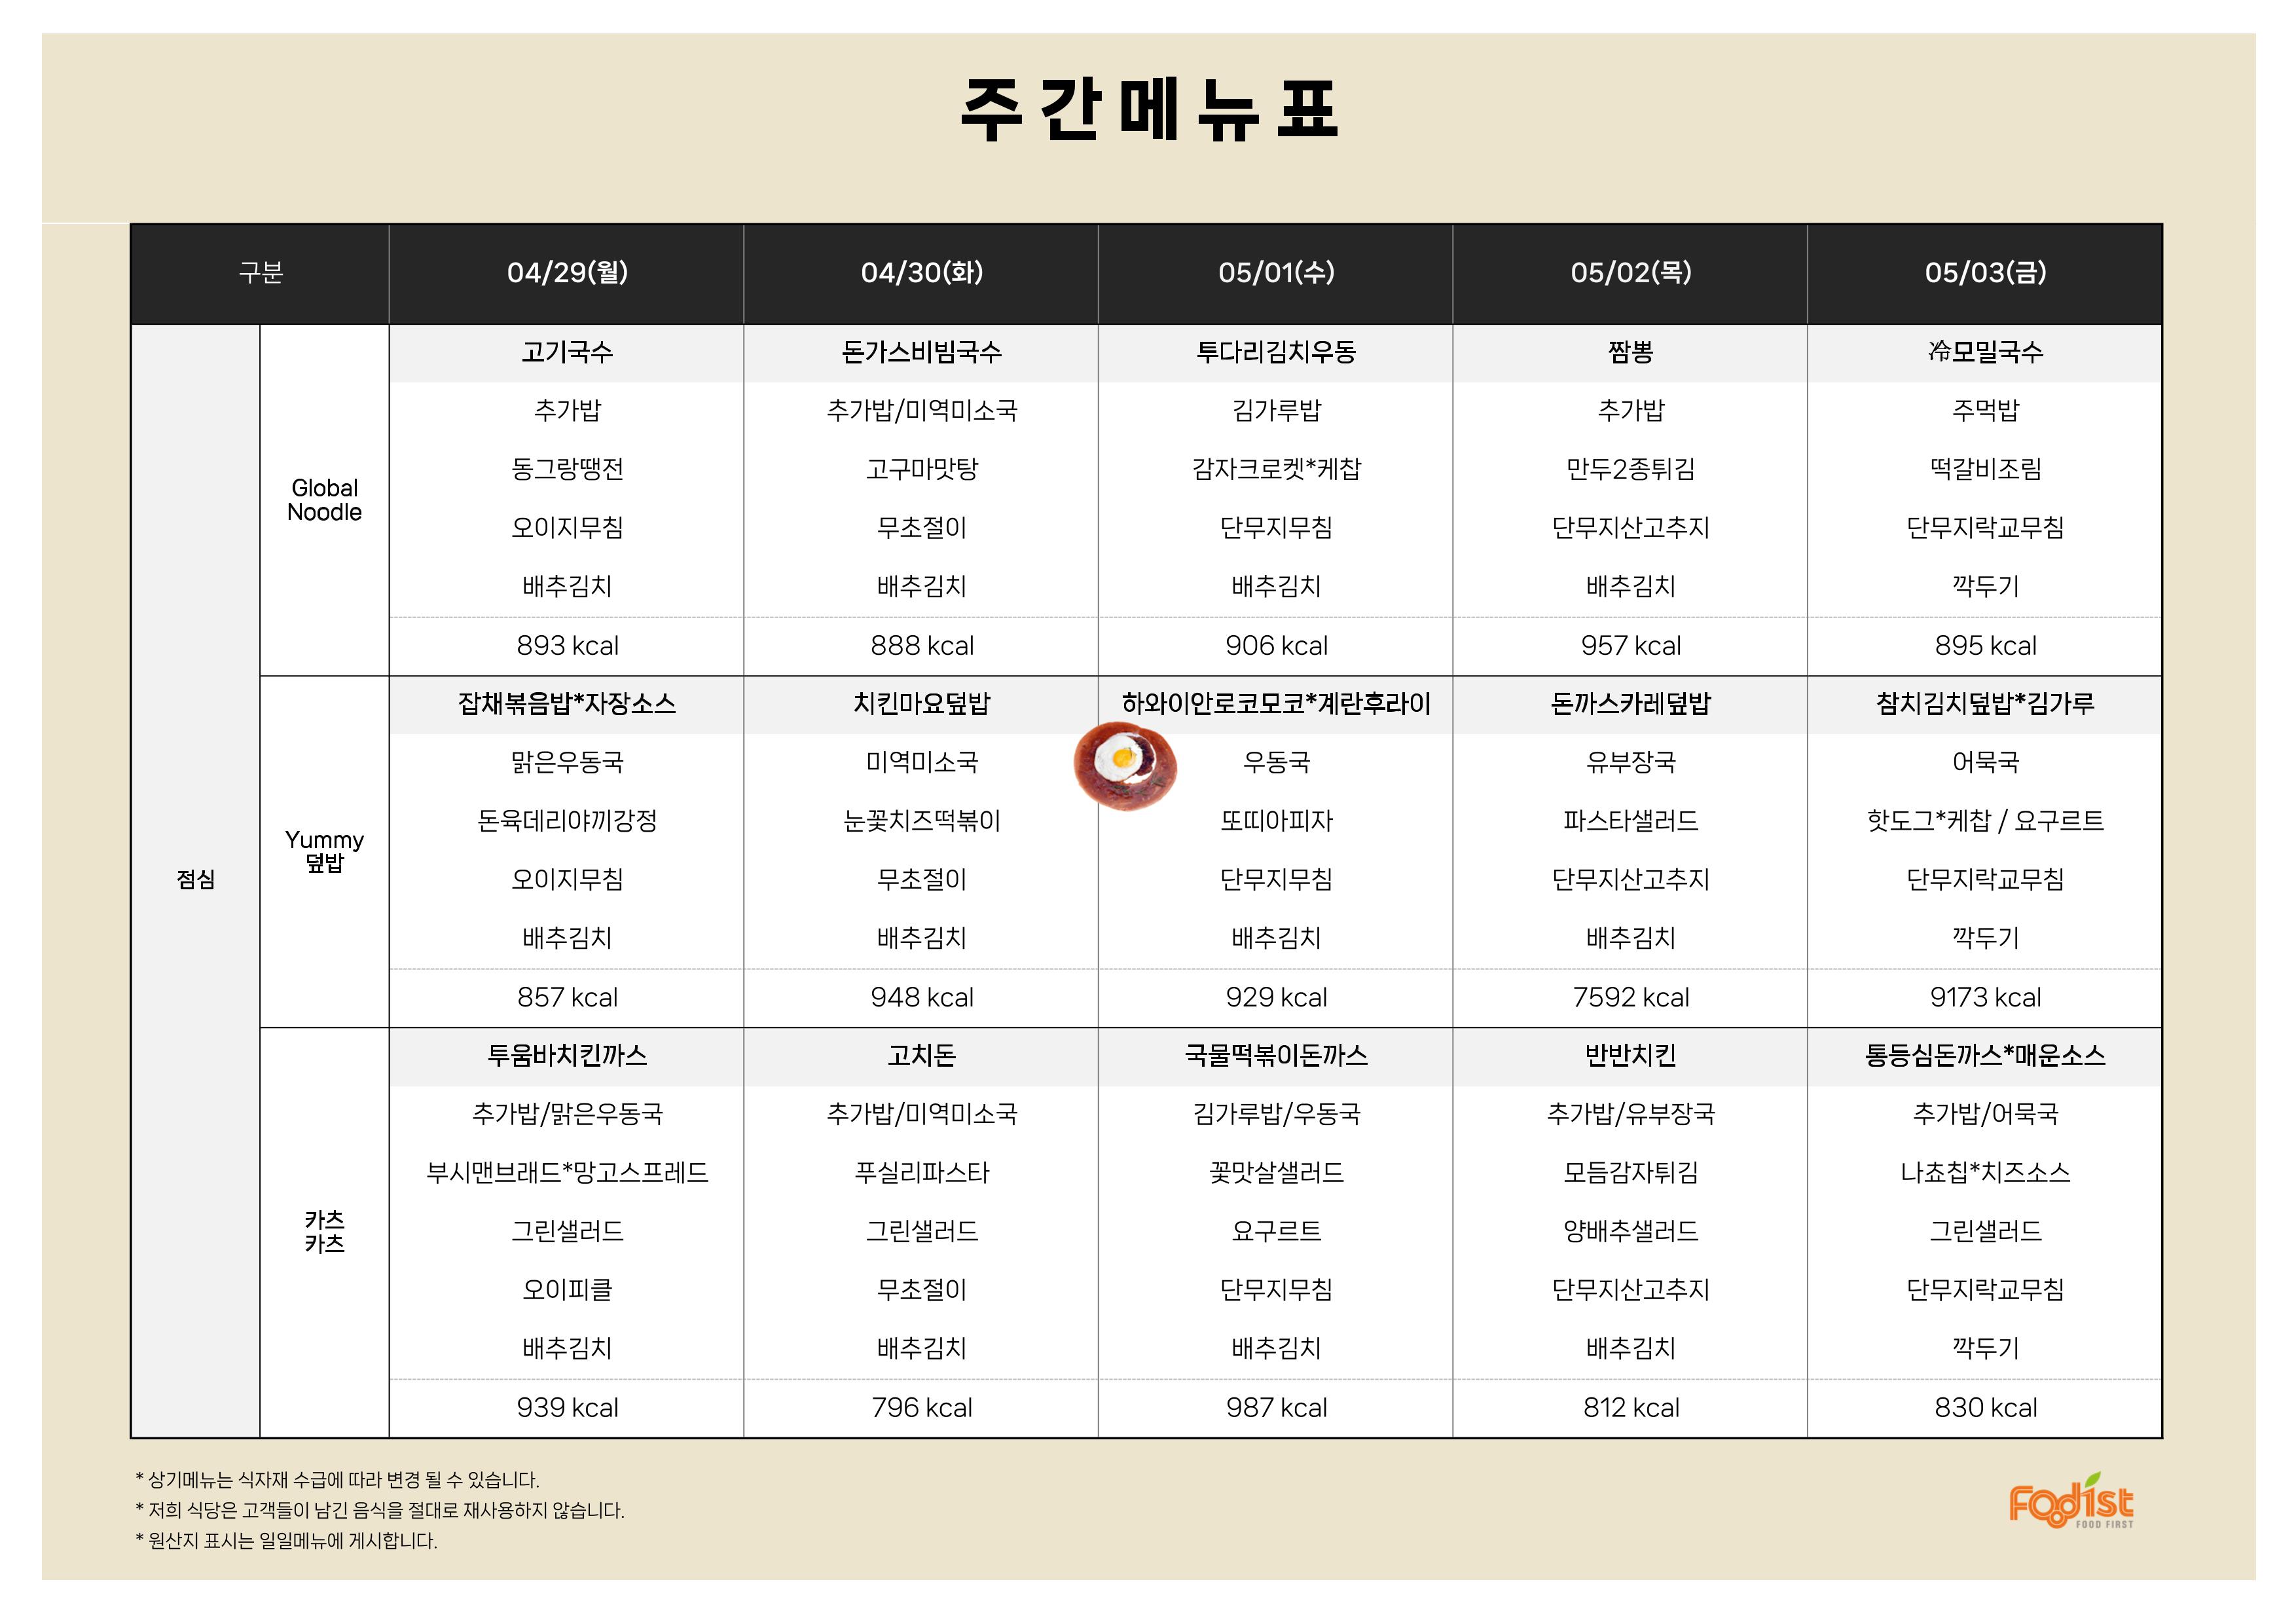 주간메뉴표
구분 04/29(월) 04/30(화) 05/01(수) 05/02(목) 05/03(금)
점심
Global
Noodle
고기국수 돈가스비빔국수 투다리김치우동 짬뽕 冷모밀국수
추가밥 추가밥/미역미소국 김가루밥 추가밥 주먹밥
동그랑땡전 고구마맛탕 감자크로켓*케찹 만두2종튀김 떡갈비조림
오이지무침 무초절이 단무지무침 단무지산고추지 단무지락교무침
배추김치 배추김치 배추김치 배추김치 깍두기
893 kcal 888 kcal 906 kcal 957 kcal 895 kcal
Yummy
덮밥
잡채볶음밥*자장소스 치킨마요덮밥 하와이안로코모코*계란후라이 돈까스카레덮밥 참치김치덮밥*김가루
맑은우동국 미역미소국 우동국 유부장국 어묵국
돈육데리야끼강정 눈꽃치즈떡볶이 또띠아피자 파스타샐러드 핫도그*케찹 / 요구르트
오이지무침 무초절이 단무지무침 단무지산고추지 단무지락교무침
배추김치 배추김치 배추김치 배추김치 깍두기
857 kcal 948 kcal 929 kcal 7592 kcal 9173 kcal
카츠
카츠
투움바치킨까스 고치돈 국물떡볶이돈까스 반반치킨 통등심돈까스*매운소스
추가밥/맑은우동국 추가밥/미역미소국 김가루밥/우동국 추가밥/유부장국 추가밥/어묵국
부시맨브래드*망고스프레드 푸실리파스타 꽃맛살샐러드 모듬감자튀김 나쵸칩*치즈소스
그린샐러드 그린샐러드 요구르트 양배추샐러드 그린샐러드
오이피클 무초절이 단무지무침 단무지산고추지 단무지락교무침
배추김치 배추김치 배추김치 배추김치 깍두기
939 kcal 796 kcal 987 kcal 812 kcal 830 kcal
* 상기메뉴는 식자재 수급에 따라 변경 될 수 있습니다.
* 저희 식당은 고객들이 남긴 음식을 절대로 재사용하지 않습니다.
* 원산지 표시는 일일메뉴에 게시합니다.
Foodist
FOOD FIRST